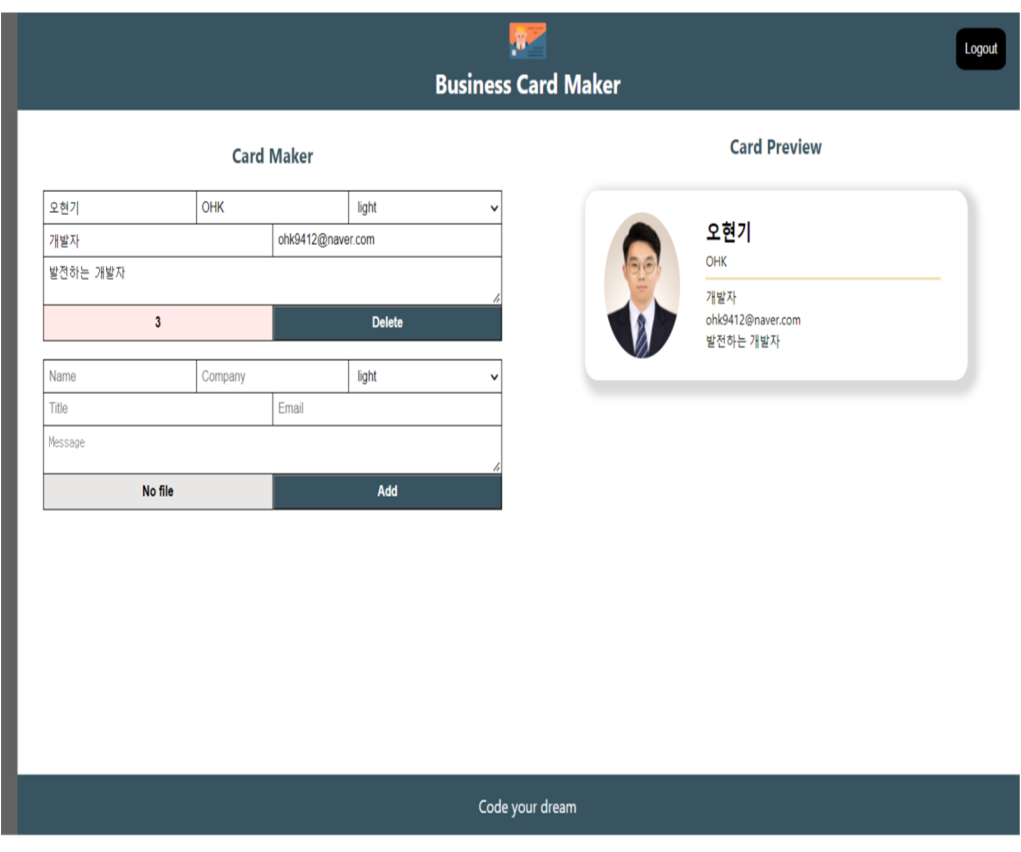 Logout
Business Card Maker
Card Maker
오현기 OHK light
개발자 ohk9412@naver.com
발전하는 개발자
3 Delete
Name Company light
Title Email
Message
No file Add
Card Preview
오현기
OHK
개발자
ohk9412@naver.com
발전하는 개발자
Code your dream